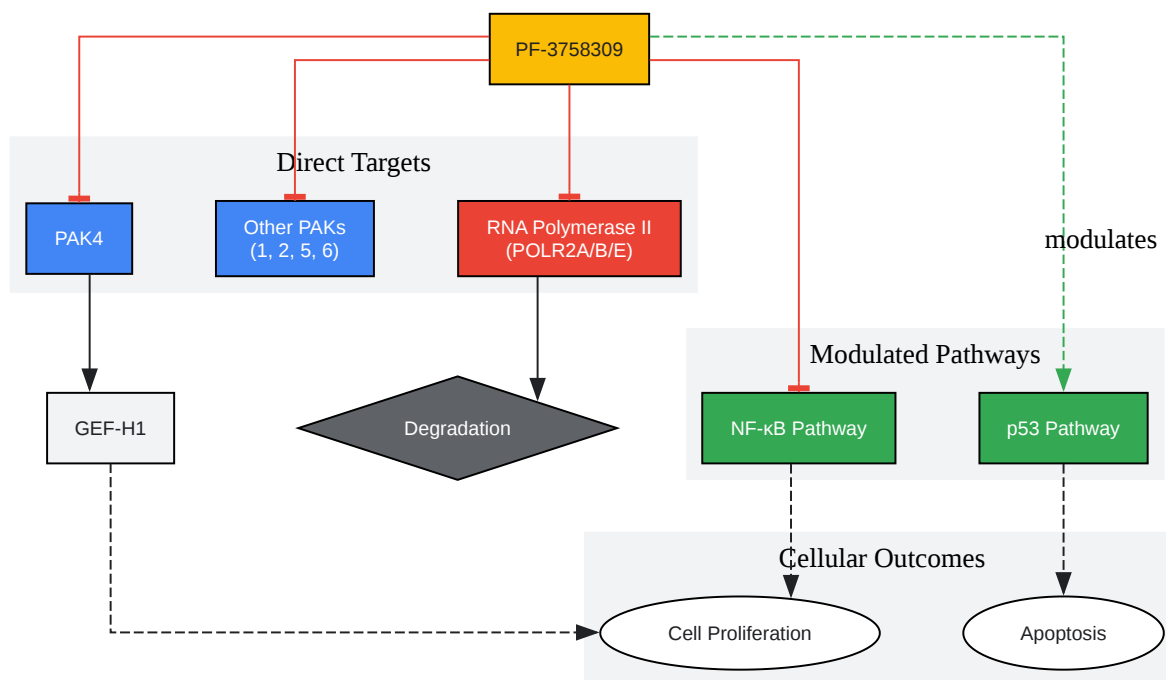 PF-3758309
Direct Targets
PAK4
Other PAKs
(1, 2, 5, 6)
RNA Polymerase II
(POLR2A/B/E)
modulates
Modulated Pathways
GEF-H1
Degradation
NF-κB Pathway
p53 Pathway
Cellular Outcomes
Cell Proliferation
Apoptosis